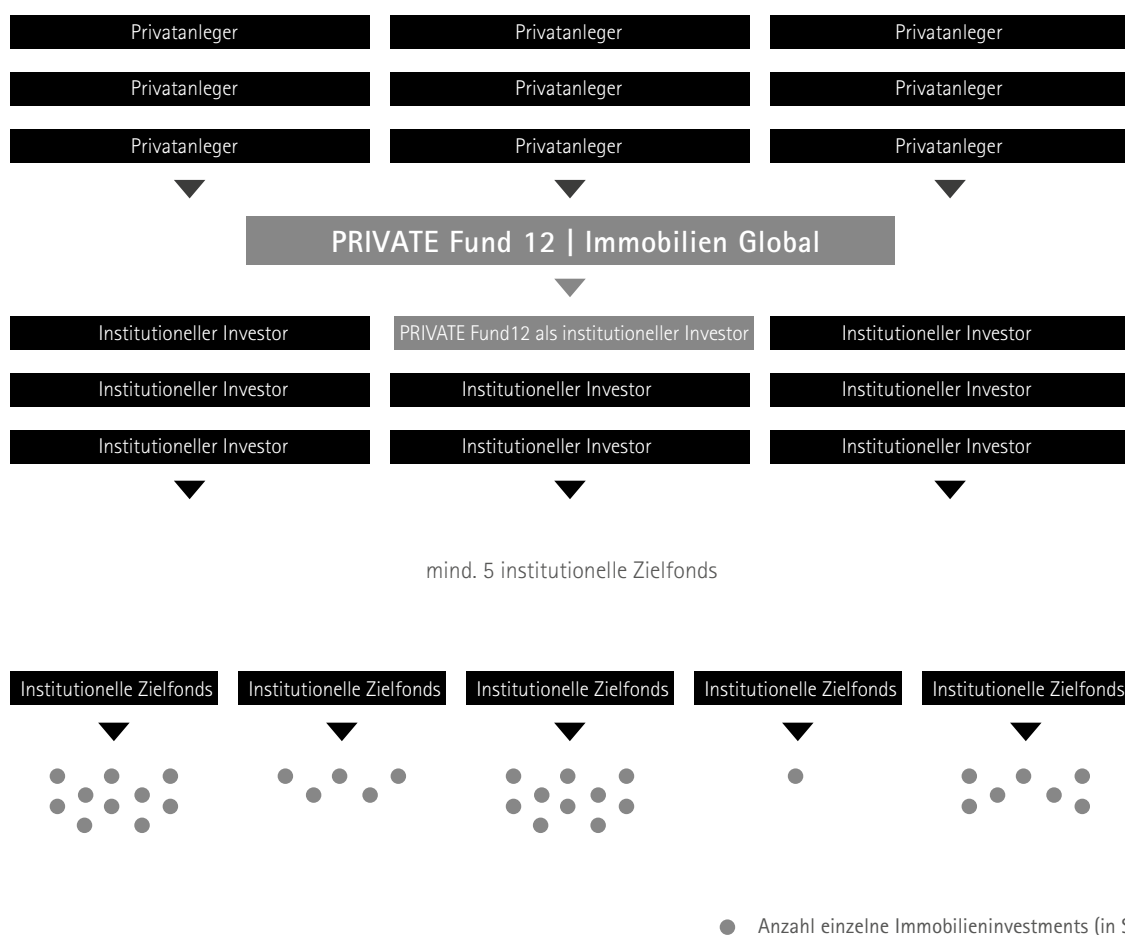 Privatanleger Privatanleger Privatanleger
Privatanleger Privatanleger Privatanleger
Privatanleger Privatanleger Privatanleger
PRIVATE Fund 12 | Immobilien Global
Institutioneller Investor PRIVATE Fund12 als institutioneller Investor Institutioneller Investor
Institutioneller Investor Institutioneller Investor Institutioneller Investor
Institutioneller Investor Institutioneller Investor Institutioneller Investor
mind. 5 institutionelle Zielfonds
Institutionelle Zielfonds Institutionelle Zielfonds Institutionelle Zielfonds Institutionelle Zielfonds Institutionelle Zielfonds
Anzahl einzelne Immobilieninvestments (in